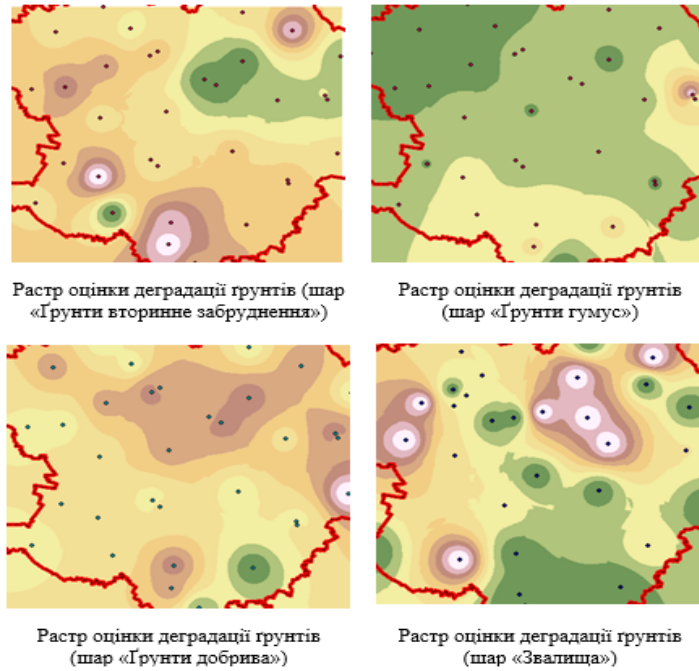 Растр оцінки деградації ґрунтів (шар
«Ґрунти вторинне забруднення»)
Растр оцінки деградації ґрунтів
(шар «Ґрунти гумус»)
Растр оцінки деградації ґрунтів
(шар «Ґрунти добрива»)
Растр оцінки деградації ґрунтів
(шар «Звалища»)